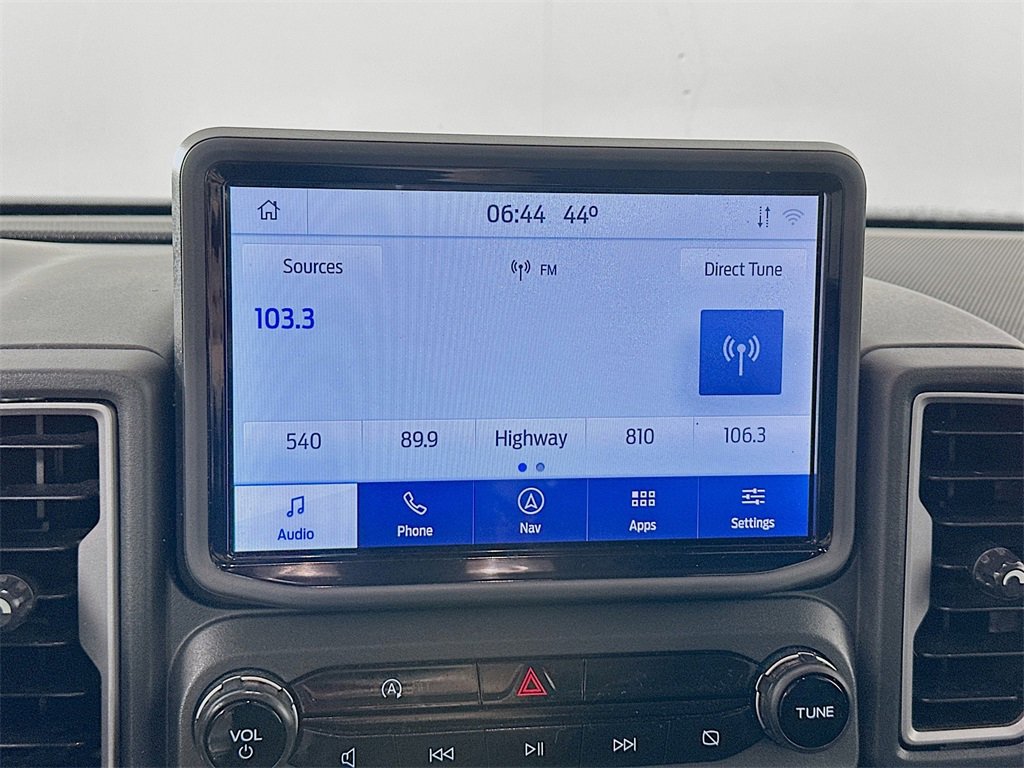 06:44 44º
Sources FM Direct Tune
103.3
540 89.9 Highway 810 106.3
Audio Phone Nav Apps Settings
A
VOL TUNE